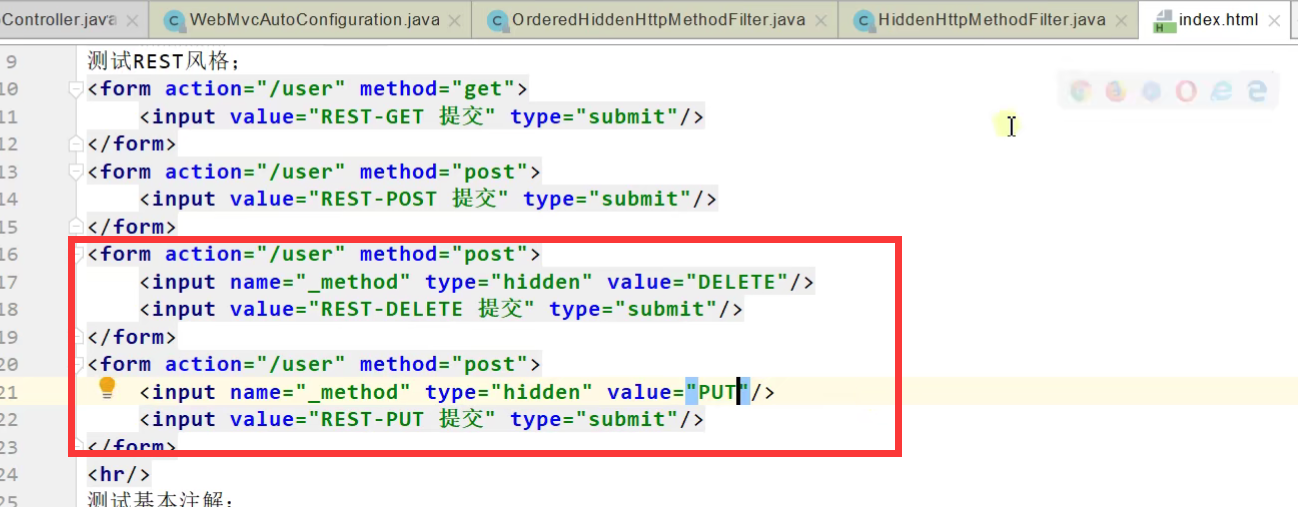 Controller.java WebMvcAutoConfiguration.java OrderedHiddenHttpMethodFilter.java HiddenHttpMethodFilter.java index.html
9 测试REST风格;
10 <form action="/user" method="get">
11 <input value="REST-GET 提交" type="submit"/>
12 </form>
13 <form action="/user" method="post">
14 <input value="REST-POST 提交" type="submit"/>
15 </form>
16 <form action="/user" method="post">
17 <input name="_method" type="hidden" value="DELETE"/>
18 <input value="REST-DELETE 提交" type="submit"/>
19 </form>
20 <form action="/user" method="post">
21 <input name="_method" type="hidden" value="PUT"/>
22 <input value="REST-PUT 提交" type="submit"/>
23 </form>
24 <hr/>
25 测试基本注解;